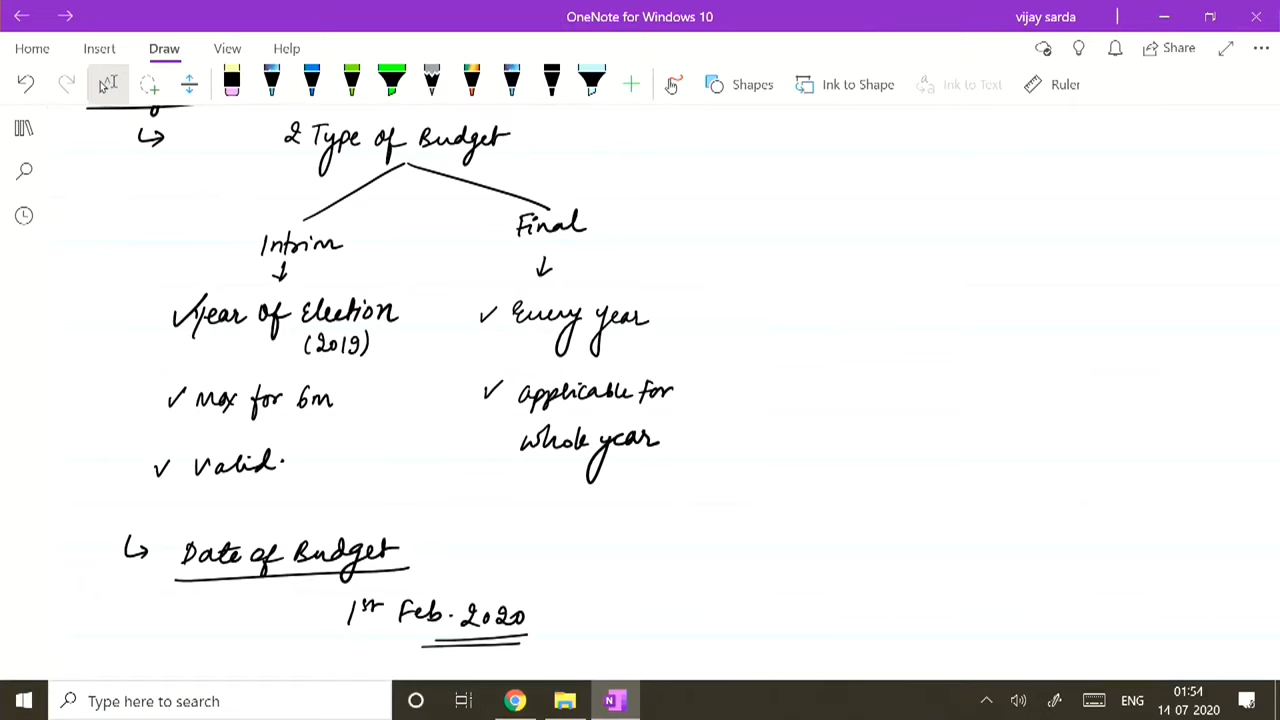 OneNote for Windows 10
vijay sarda
Home Insert Draw View Help
Share
Shapes Ink to Shape Ink to Text Ruler
2 Type of Budget
Intrim
Final
Year of Election
(2019)
Every year
Max for 6m
Applicable for
whole year
Valid.
Date of Budget
1st Feb. 2020
Type here to search
ENG
01:54
14-07-2020